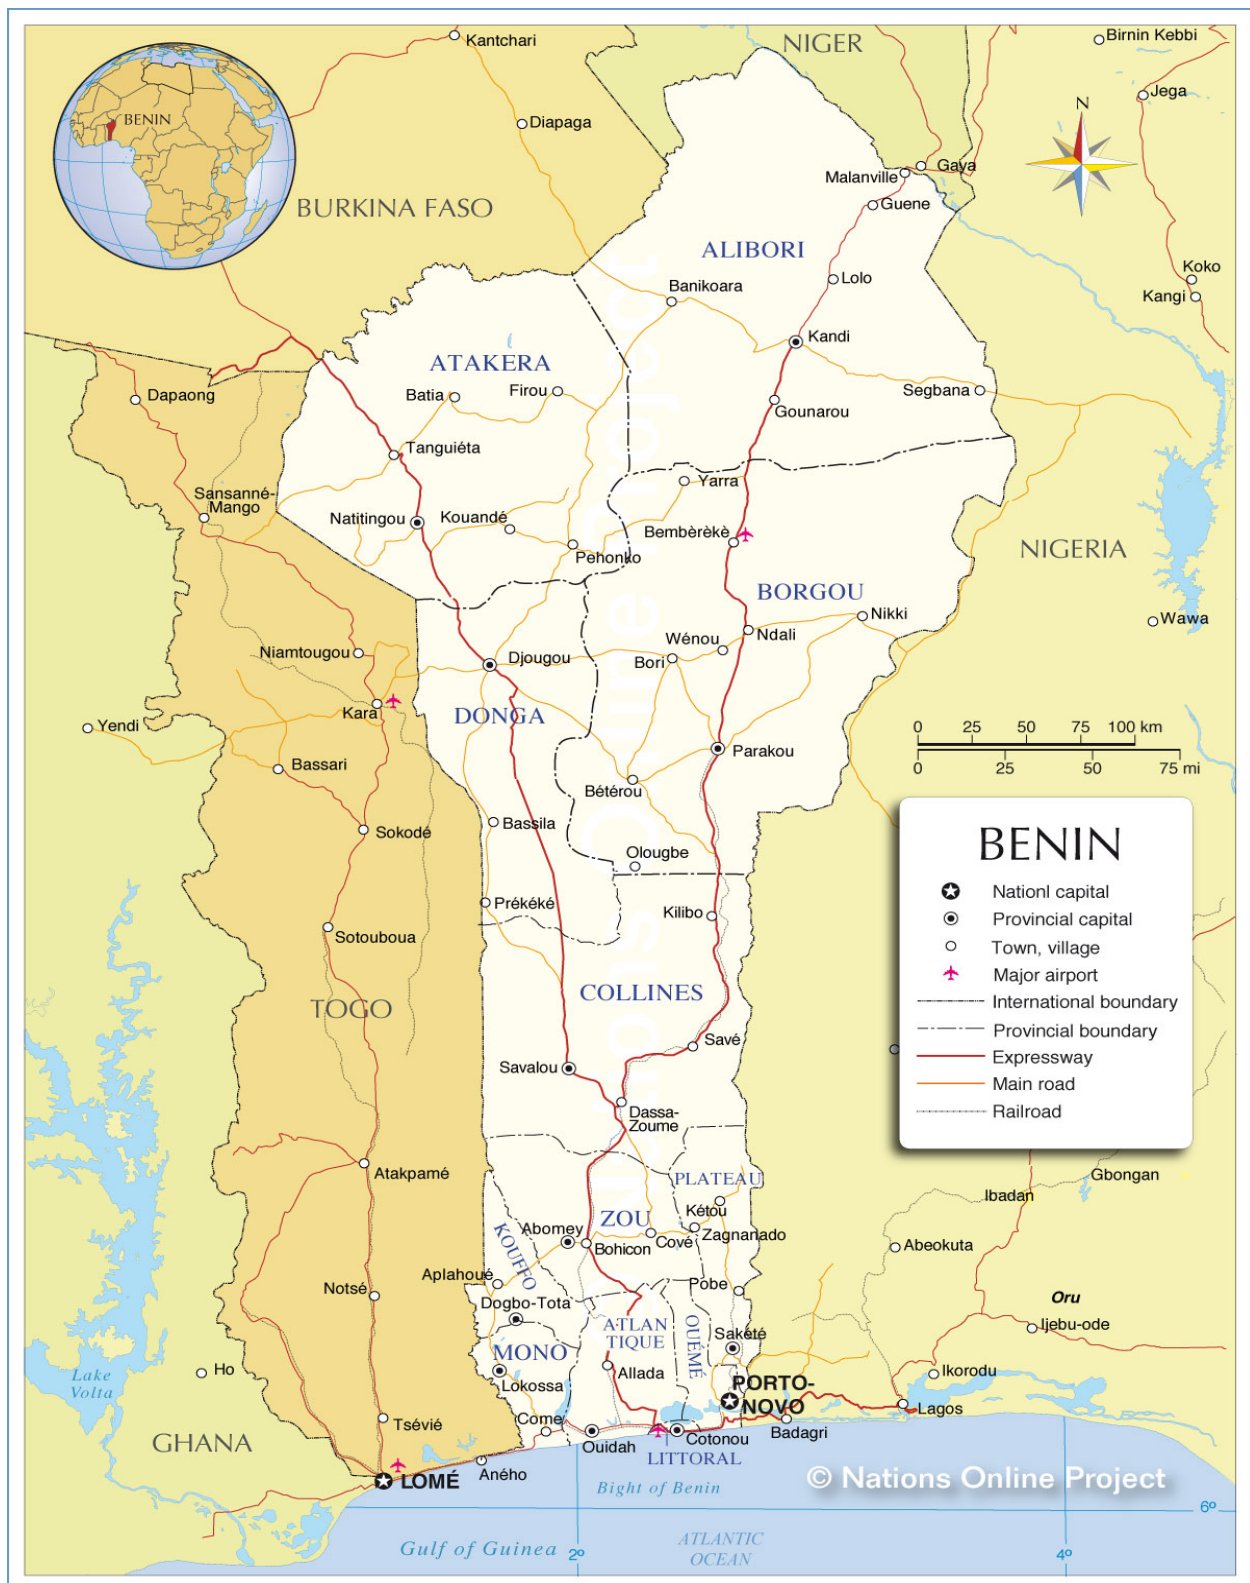 Kantchari
NIGER
Birnin Kebbi
Jega
N
BENIN
Diapaga
Gaya
Malanville
Guene
BURKINA FASO
ALIBORI
Koko
Kangi
Banikoara
Lolo
Kandi
ATAKERA
Dapaong
Batia
Firou
Segbana
Gounarou
Tanguiéta
Yarra
Sansanné-
Mango
Natitingou
Kouandé
Bembèrèkè
Pehonko
NIGERIA
BORGOU
Nikki
Wawa
Niamtougou
Djougou
Wénou
Ndali
Bori
Kara
DONGA
Yendi
Parakou
0 25 50 75 100 km
0 25 50 75 mi
Bassari
Bétérou
Bassila
Sokodé
Olougbe
Prékéké
Kilibo
Sotouboua
TOGO
COLLINES
BENIN
Nationl capital
Provincial capital
Town, village
Major airport
International boundary
Provincial boundary
Expressway
Main road
Railroad
Savé
Savalou
Dassa-
Zoume
Atakpamé
PLATEAU
Gbongan
Ibadan
Kétou
ZOU
Abomey
Bohicon
Cové
Zagnanado
Abeokuta
KOUFFO
Aplahoué
Notsé
Dogbo-Tota
Pobe
Oru
Ijebu-ode
ATLAN
TIQUE
OUÉMÉ
Sakété
MONO
Allada
Lake
Volta
Ho
Lokossa
PORTO-
NOVO
Ikorodu
Lagos
Tsévié
Come
Ouidah
Cotonou
Badagri
GHANA
LITTORAL
LOMÉ
Aného
Bight of Benin
© Nations Online Project
6º
Gulf of Guinea
2º
ATLANTIC
OCEAN
4º
Nations Online Project